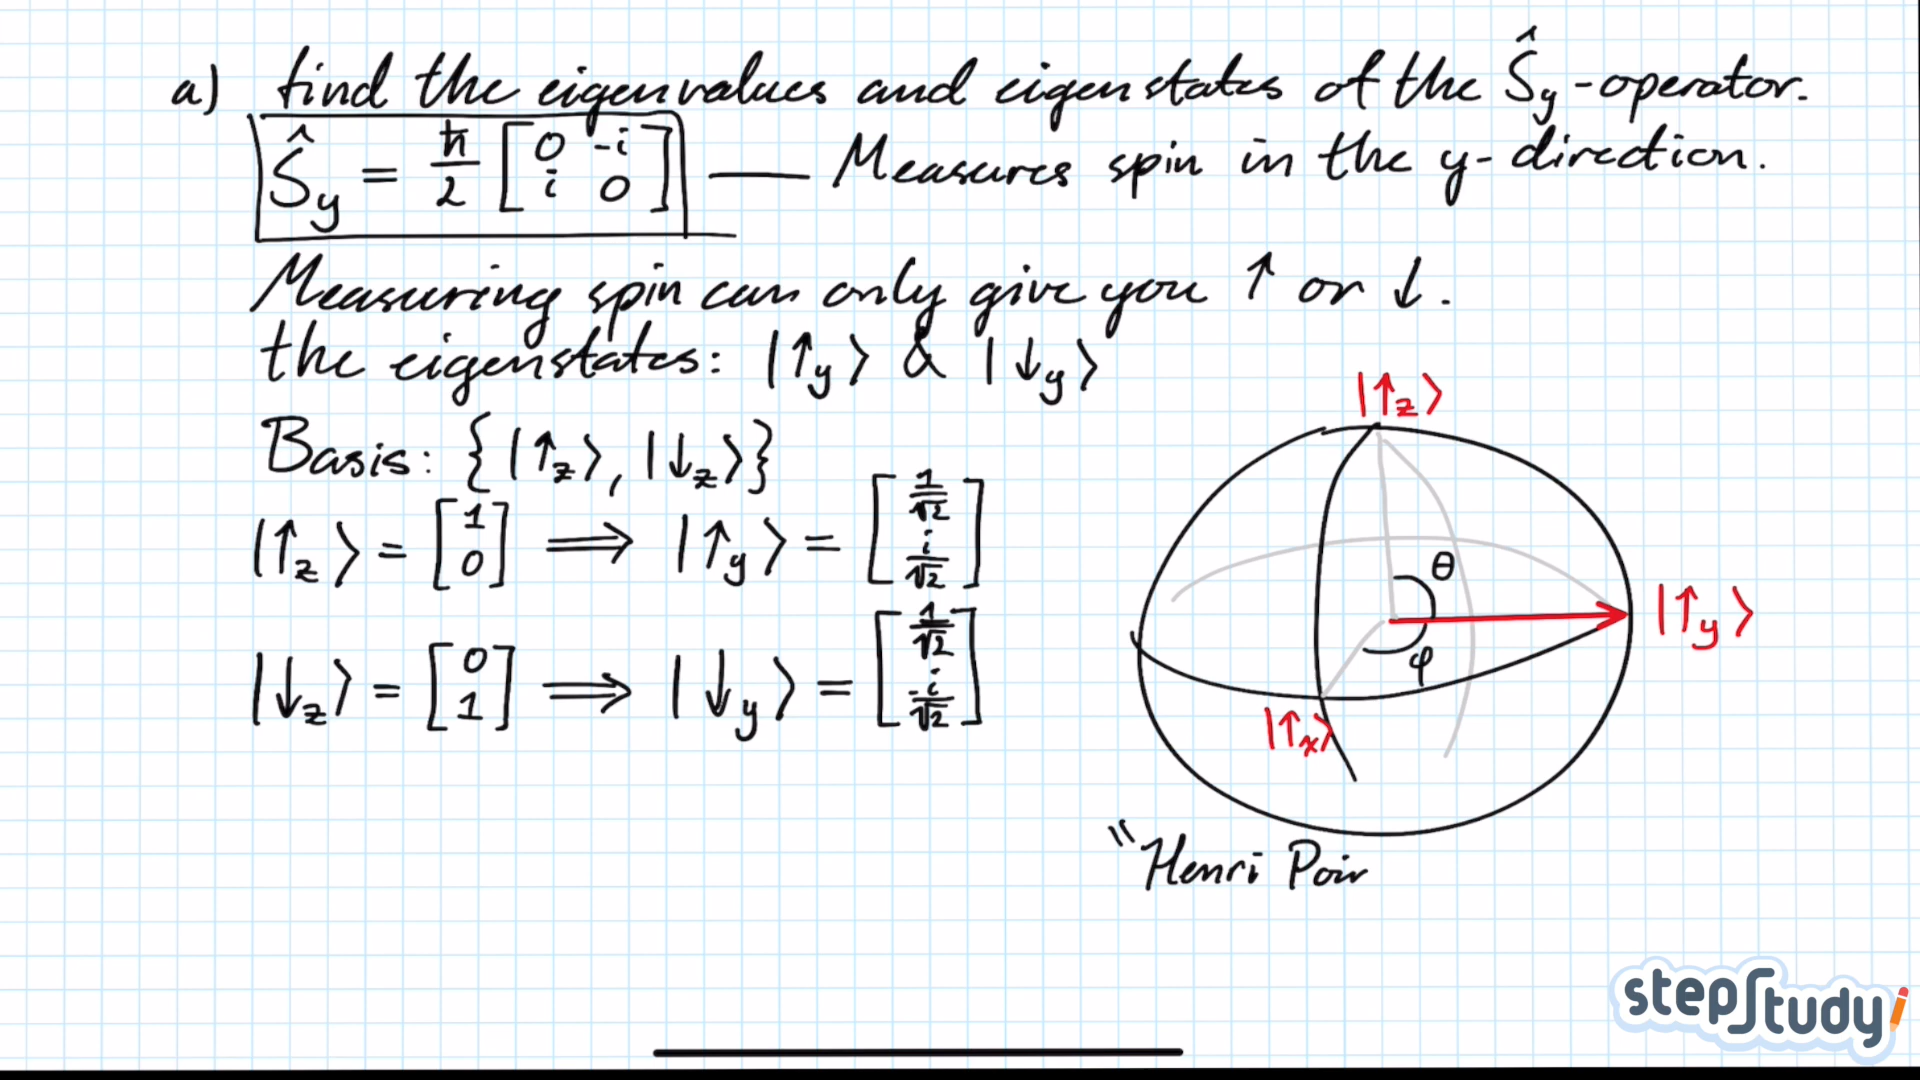 a) find the eigenvalues and eigenstates of the Ŝy-operator.
Ŝy = ħ/2 [0 -i; i 0] — Measures spin in the y-direction.
Measuring spin can only give you ↑ or ↓.
the eigenstates: |↑y⟩ & |↓y⟩
Basis: {|↑z⟩, |↓z⟩}
|↑z⟩ = [1; 0] ⟹ |↑y⟩ = [1/√2; i/√2]
|↓z⟩ = [0; 1] ⟹ |↓y⟩ = [1/√2; -i/√2]
|↑z⟩
θ
|↑y⟩
φ
|↑x⟩
"Henri Poin
stepStudy